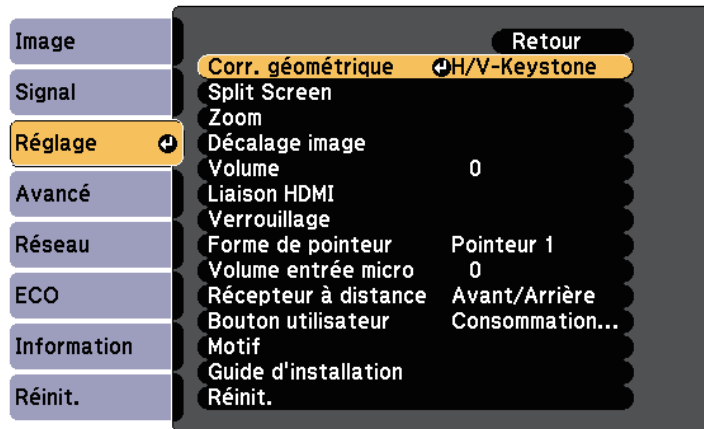 Image
Signal
Réglage
Avancé
Réseau
ECO
Information
Réinit.
Retour
Corr. géométrique H/V-Keystone
Split Screen
Zoom
Décalage image
Volume 0
Liaison HDMI
Verrouillage
Forme de pointeur Pointeur 1
Volume entrée micro 0
Récepteur à distance Avant/Arrière
Bouton utilisateur Consommation...
Motif
Guide d'installation
Réinit.